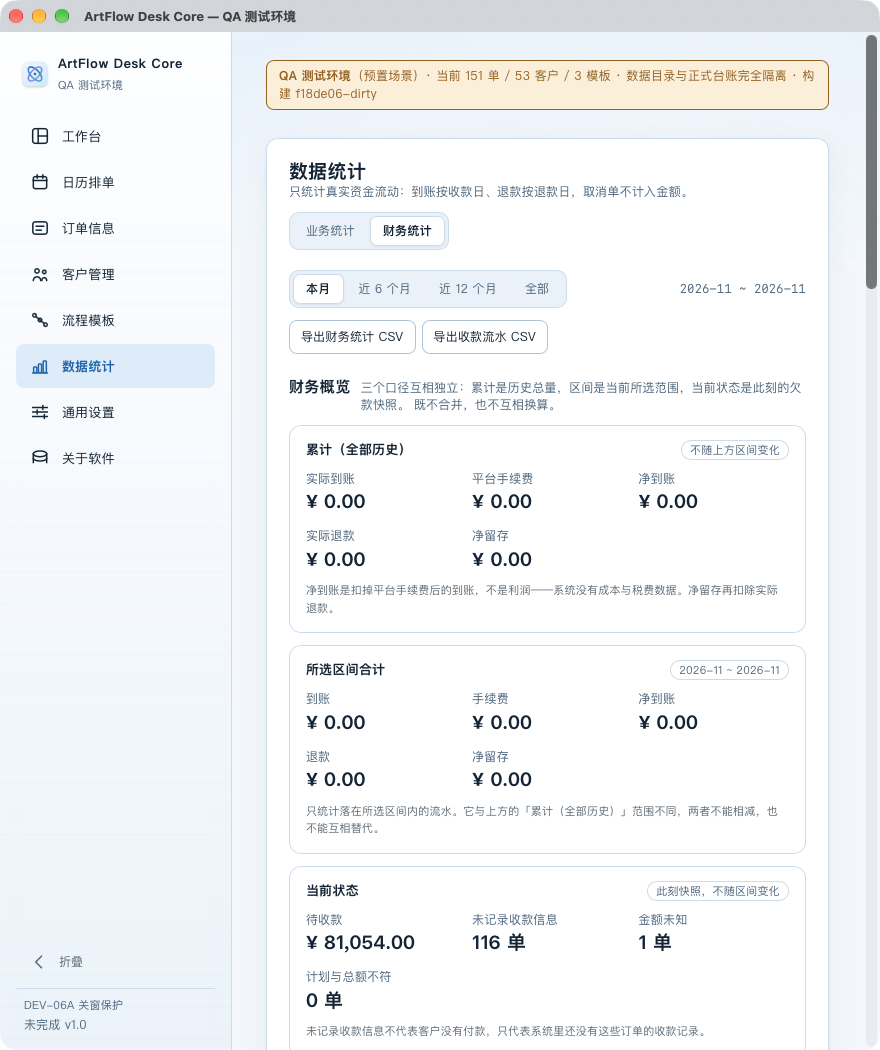 ArtFlow Desk Core — QA 测试环境
ArtFlow Desk Core
QA 测试环境
工作台
日历排单
订单信息
客户管理
流程模板
数据统计
通用设置
关于软件
折叠
DEV-06A 关窗保护
未完成 v1.0
QA 测试环境（预置场景） · 当前 151 单 / 53 客户 / 3 模板 · 数据目录与正式台账完全隔离 · 构
建 f18de06-dirty
数据统计
只统计真实资金流动：到账按收款日、退款按退款日，取消单不计入金额。
业务统计 财务统计
本月 近 6 个月 近 12 个月 全部 2026-11 ~ 2026-11
导出财务统计 CSV 导出收款流水 CSV
财务概览 三个口径互相独立：累计是历史总量，区间是当前所选范围，当前状态是此刻的欠
款快照。 既不合并，也不互相换算。
累计（全部历史） 不随上方区间变化
实际到账 平台手续费 净到账
¥ 0.00 ¥ 0.00 ¥ 0.00
实际退款 净留存
¥ 0.00 ¥ 0.00
净到账是扣掉平台手续费后的到账，不是利润——系统没有成本与税费数据。净留存再扣除实际
退款。
所选区间合计 2026-11 ~ 2026-11
到账 手续费 净到账
¥ 0.00 ¥ 0.00 ¥ 0.00
退款 净留存
¥ 0.00 ¥ 0.00
只统计落在所选区间内的流水。它与上方的「累计（全部历史）」范围不同，两者不能相减，也
不能互相替代。
当前状态 此刻快照，不随区间变化
待收款 未记录收款信息 金额未知
¥ 81,054.00 116 单 1 单
计划与总额不符
0 单
未记录收款信息不代表客户没有付款，只代表系统里还没有这些订单的收款记录。